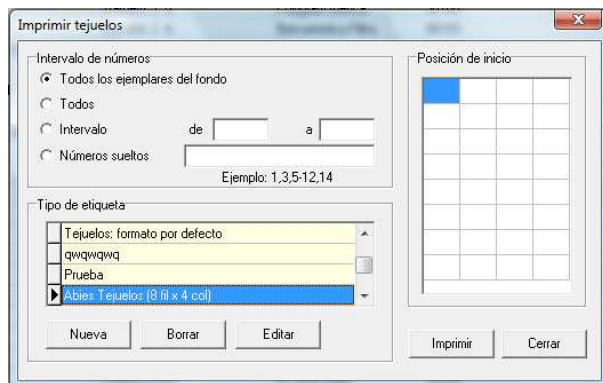 Imprimir tejuelos
Intervalo de números
Todos los ejemplares del fondo
Todos
Intervalo de a
Números sueltos
Ejemplo: 1,3,5-12,14
Tipo de etiqueta
Tejuelos: formato por defecto
qwqwqwq
Prueba
Abies Tejuelos (8 fil x 4 col)
Nueva Borrar Editar
Posición de inicio
Imprimir Cerrar